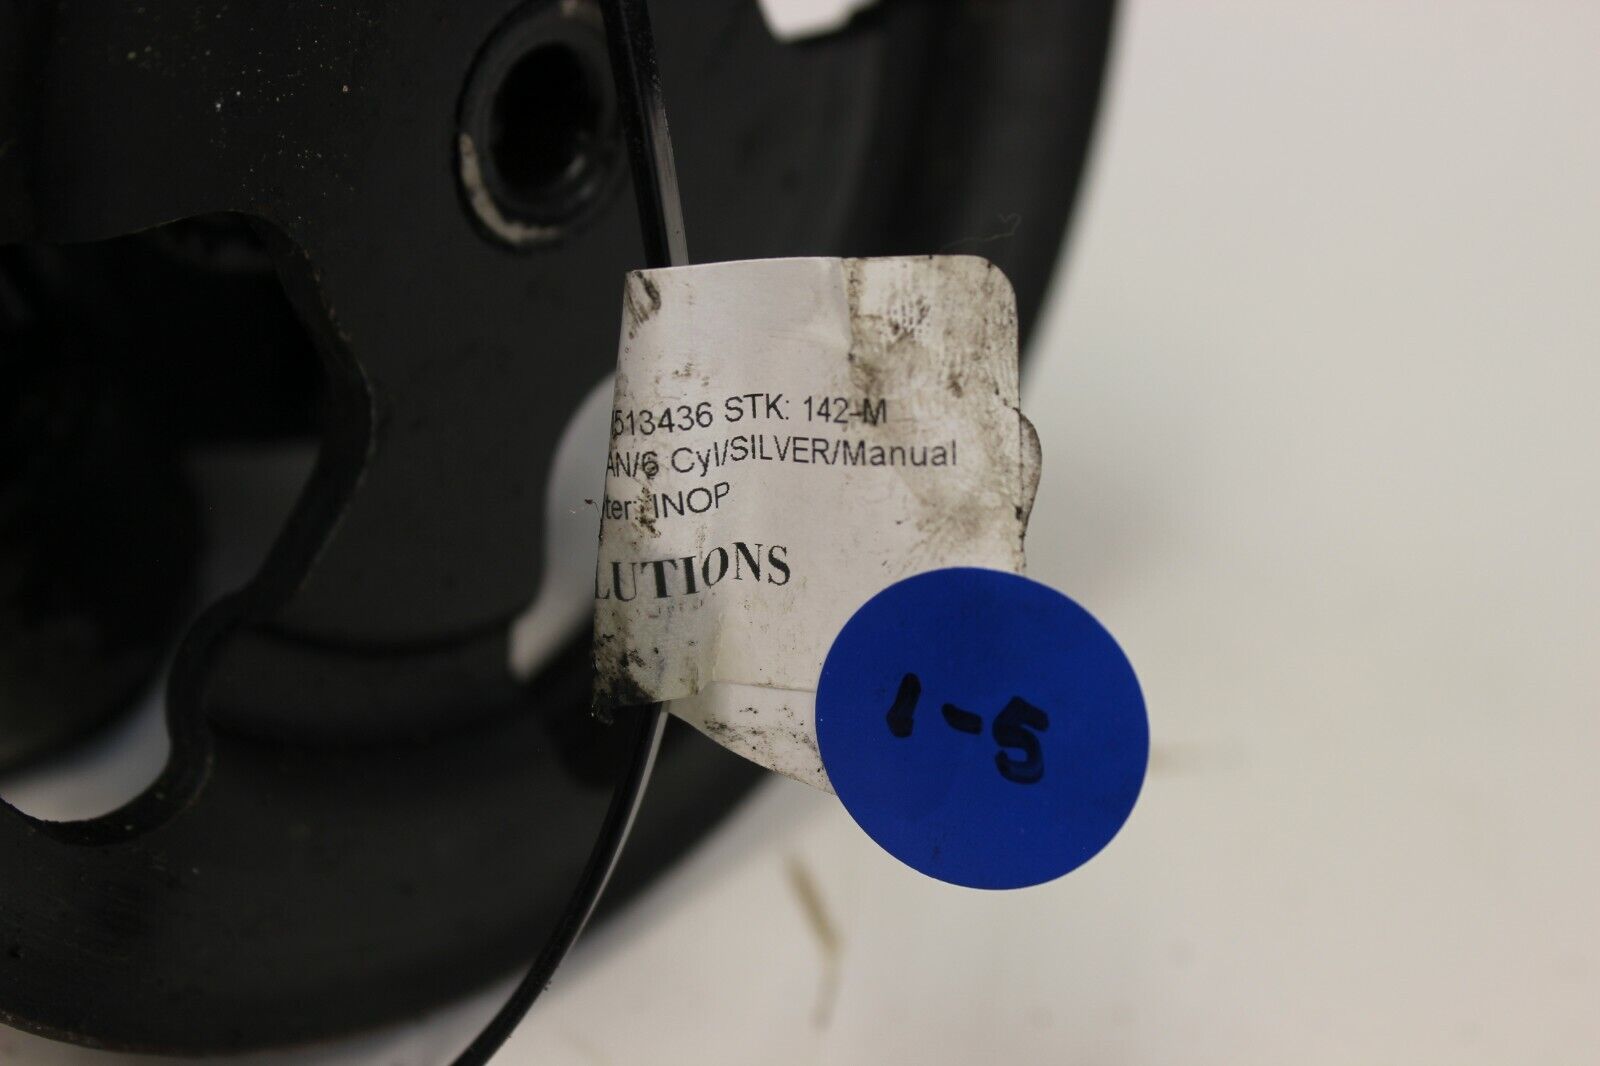 513436 STK: 142-M
AN/6 Cyl/SILVER/Manual
ter: INOP
LUTIONS
1-5